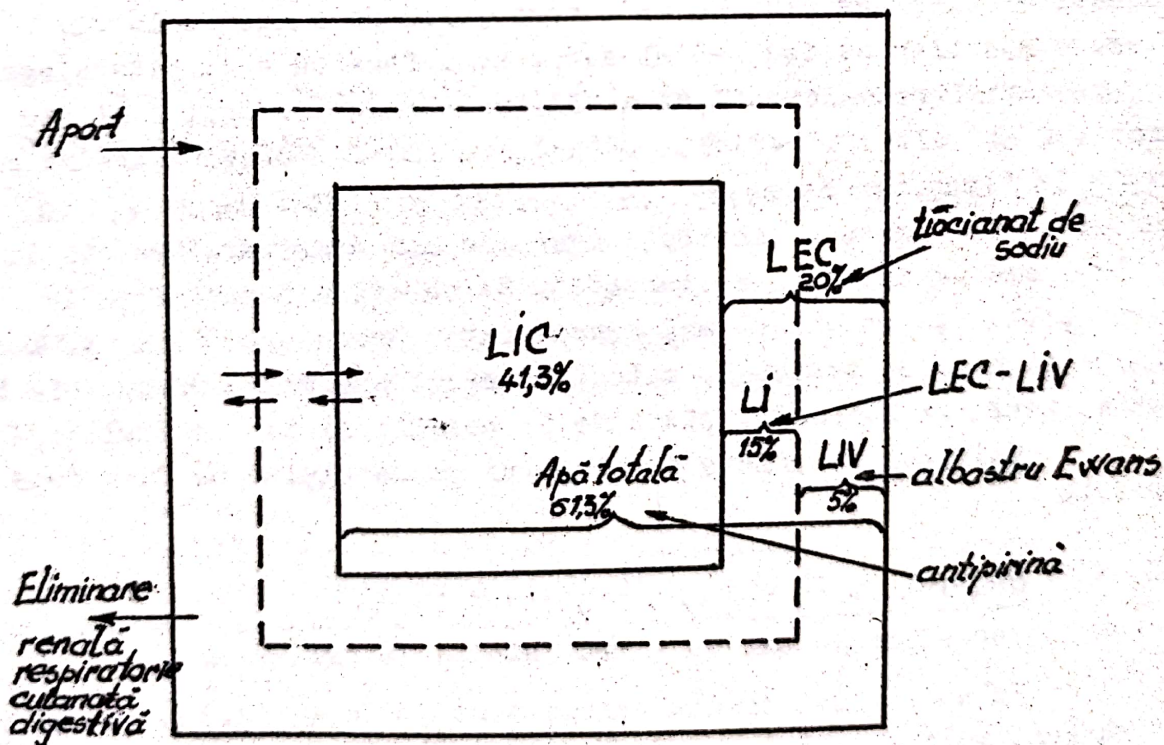 Aport
tiocianat de
sodiu
LEC
20%
LIC
41,3%
LEC-LIV
LI
15%
LIV
5%
albastru Ewans
Apă totală
61,3%
antipirină
Eliminare
renală
respiratorie
cutanată
digestivă